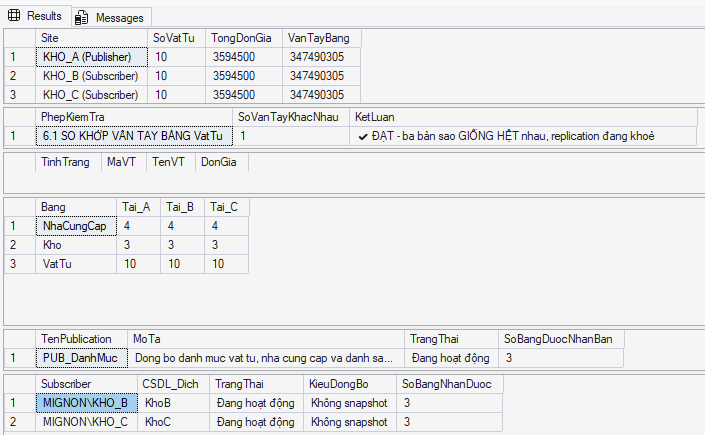 Results Messages
Site SoVatTu TongDonGia VanTayBang
1 KHO_A (Publisher) 10 3594500 347490305
2 KHO_B (Subscriber) 10 3594500 347490305
3 KHO_C (Subscriber) 10 3594500 347490305
PhepKiemTra SoVanTayKhacNhau KetLuan
1 6.1 SO KHỚP VÂN TAY BẢNG VatTu 1 ✔ ĐẠT - ba bản sao GIỐNG HỆT nhau, replication đang khoẻ
TinhTrang MaVT TenVT DonGia
Bang Tai_A Tai_B Tai_C
1 NhaCungCap 4 4 4
2 Kho 3 3 3
3 VatTu 10 10 10
TenPublication MoTa TrangThai SoBangDuocNhanBan
1 PUB_DanhMuc Dong bo danh muc vat tu, nha cung cap va danh sa... Đang hoạt động 3
Subscriber CSDL_Dich TrangThai KieuDongBo SoBangNhanDuoc
1 MIGNON\KHO_B KhoB Đang hoạt động Không snapshot 3
2 MIGNON\KHO_C KhoC Đang hoạt động Không snapshot 3